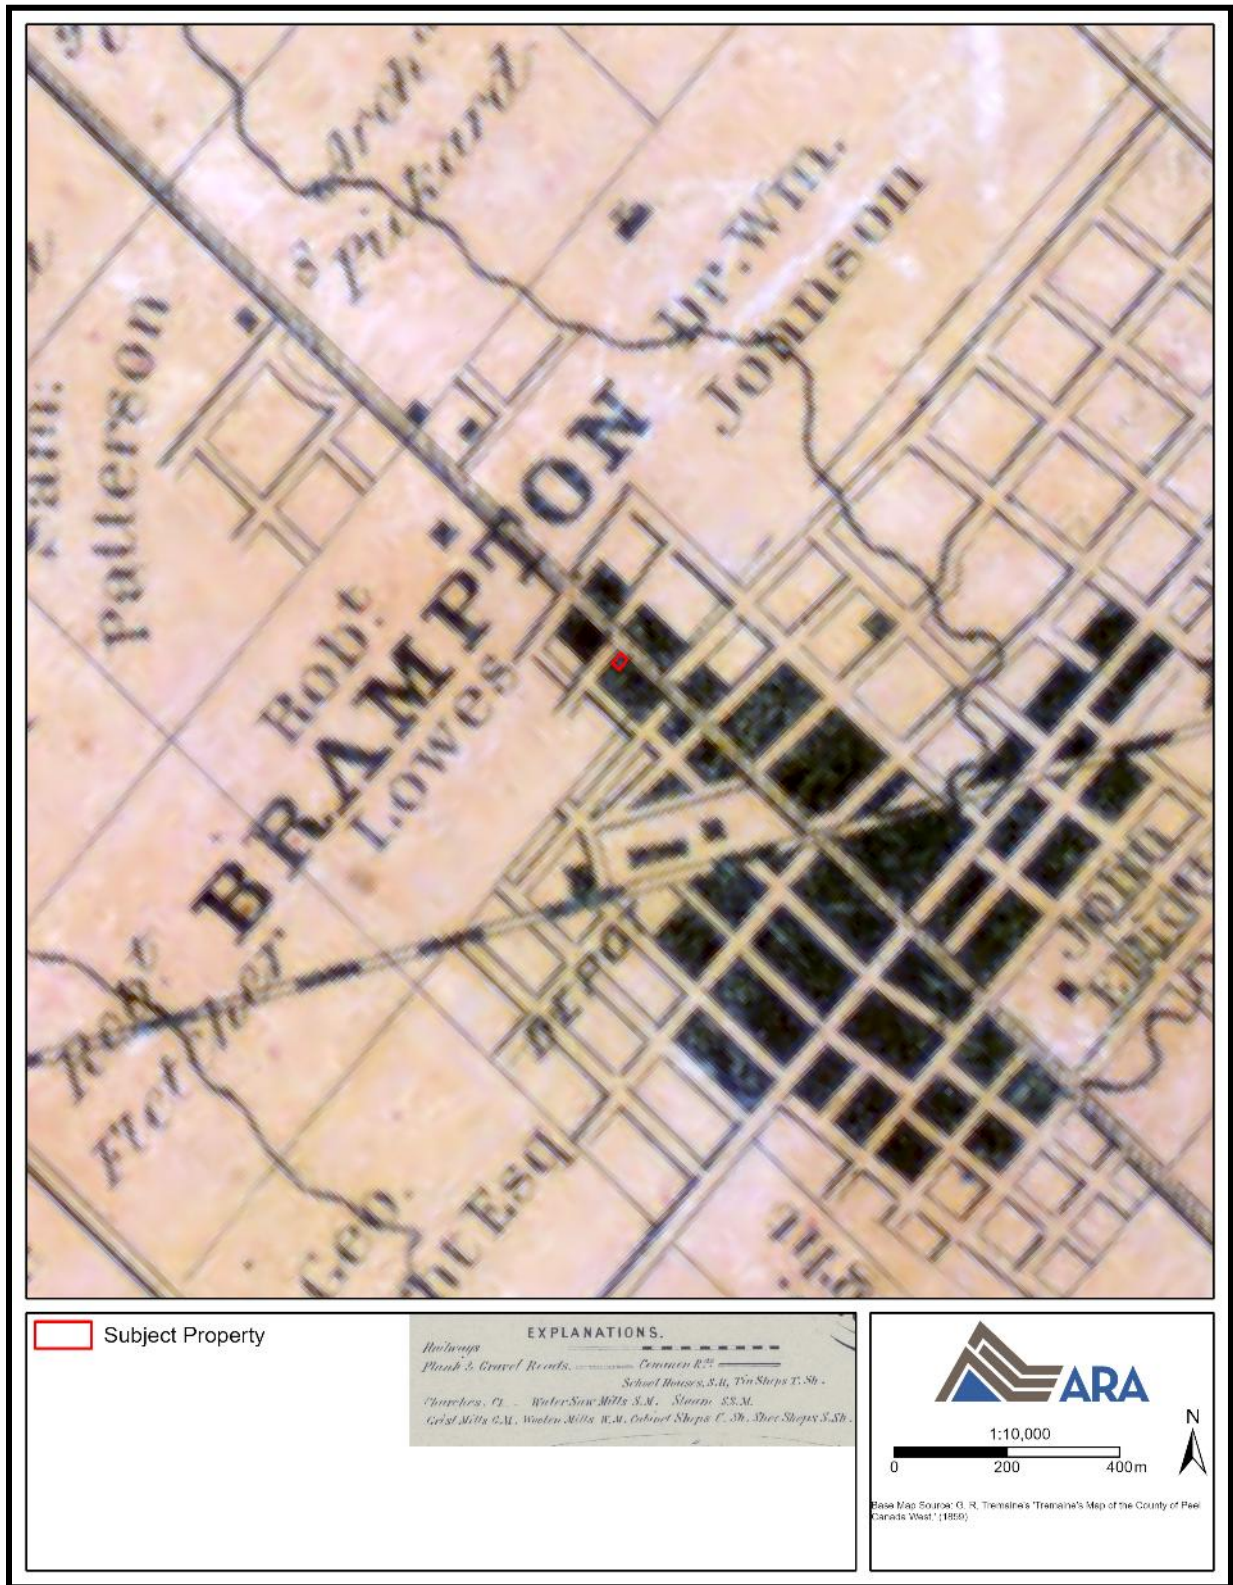 Spickard
Dr. Wm.
Johnson
Patterson
BRAMPTON
Robt
Lowes
John
Robt
Fletcher
DEPOT
Geo.
Esq
Subject Property
EXPLANATIONS.
Railways
Plank & Gravel Roads. Common Rds
School Houses, S.H, Tin Shops T. Sh.
Churches, Ch. Water Saw Mills S.M. Steam S.S.M.
Grist Mills G.M. Woolen Mills W.M. Cabinet Shops C. Sh. Shoe Shops S.Sh.
ARA
N
1:10,000
0 200 400m
Base Map Source: G. R. Tremaine's 'Tremaine's Map of the County of Peel
Canada West,' (1859)